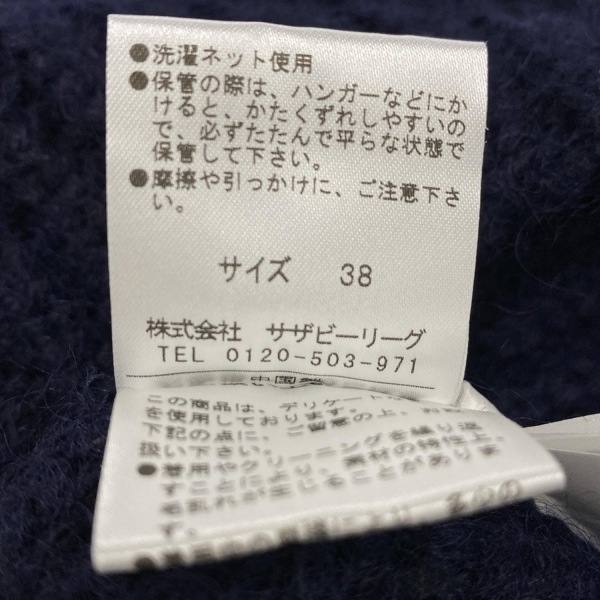 ●洗濯ネット使用
●保管の際は、ハンガーなどにか
けると、かたくずれしやすいの
で、必ずたたんで平らな状態で
保管して下さい。
●摩擦や引っかけに、ご注意下さ
い。
サイズ 38
株式会社 サザビーリーグ
TEL 0120-503-971
中国製
この商品は、デリケート
を使用しております。
下記の点に、ご留意の上、お
扱い下さい。
●着用やクリーニングを繰り返
すことにより、素材の特性上、
毛乱れが生じることがありま
す。